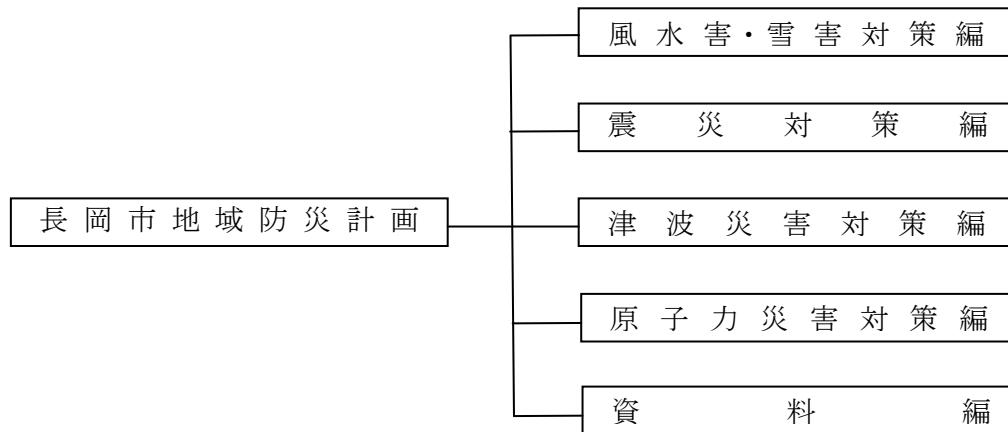 長岡市地域防災計画
風水害・雪害対策編
震災対策編
津波災害対策編
原子力災害対策編
資料編